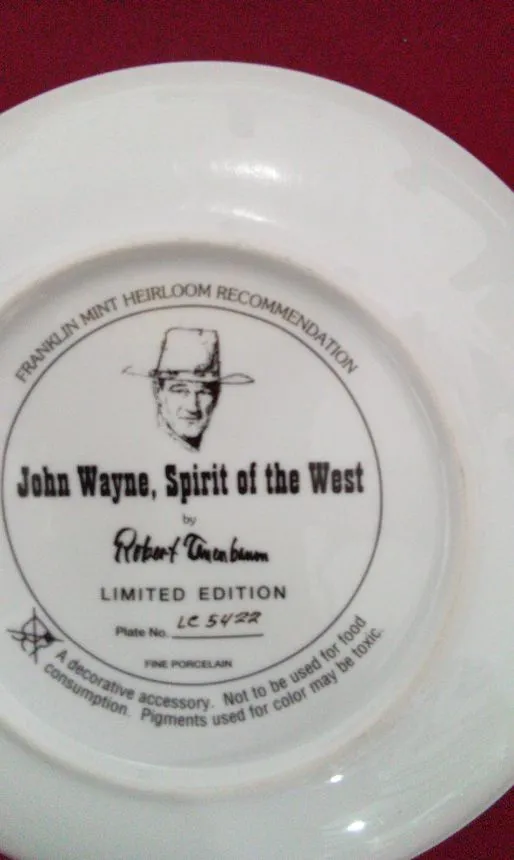 FRANKLIN MINT HEIRLOOM RECOMMENDATION
John Wayne, Spirit of the West
by
Robert Tanenbaum
LIMITED EDITION
Plate No. LC 5422
FINE PORCELAIN
A decorative accessory. Not to be used for food
consumption. Pigments used for color may be toxic.